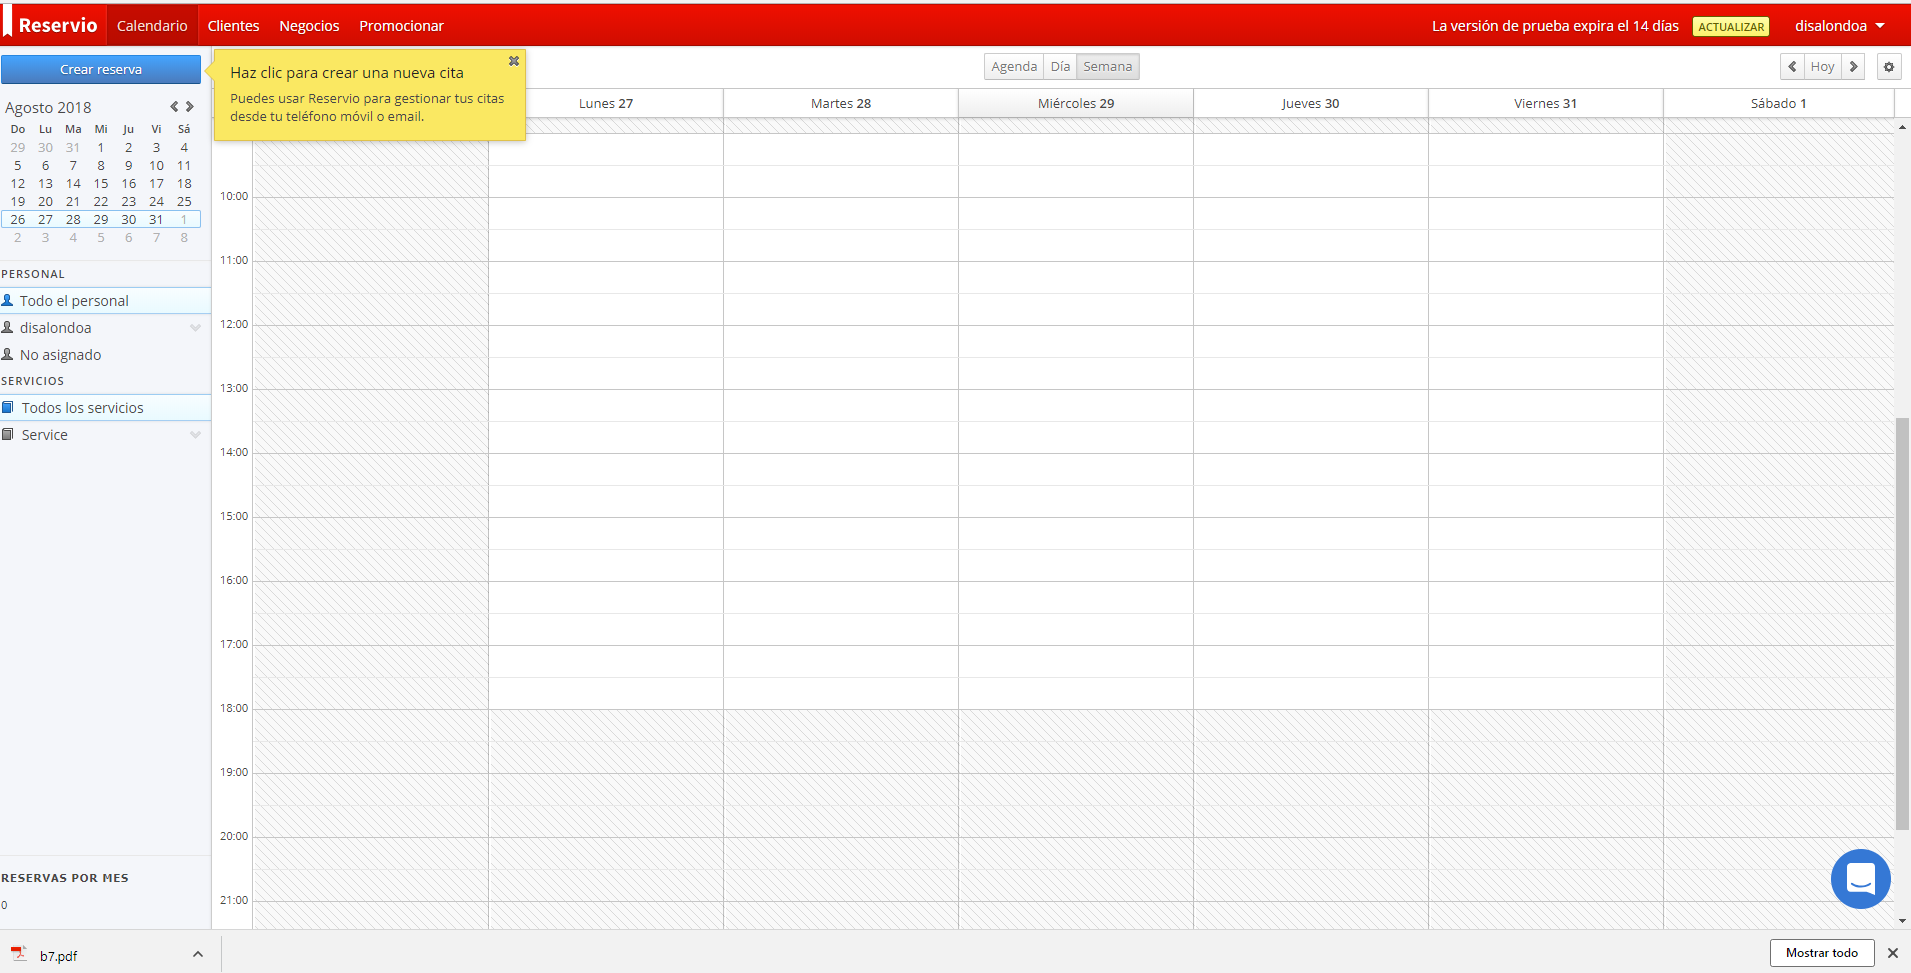 Reservio Calendario Clientes Negocios Promocionar La versión de prueba expira el 14 días ACTUALIZAR disalondoa
Crear reserva
Haz clic para crear una nueva cita
Puedes usar Reservio para gestionar tus citas
desde tu teléfono móvil o email.
Agenda Día Semana
Hoy
Agosto 2018
Do Lu Ma Mi Ju Vi Sá
29 30 31 1 2 3 4
5 6 7 8 9 10 11
12 13 14 15 16 17 18
19 20 21 22 23 24 25
26 27 28 29 30 31 1
2 3 4 5 6 7 8
PERSONAL
Todo el personal
disalondoa
No asignado
SERVICIOS
Todos los servicios
Service
RESERVAS POR MES
0
Lunes 27 Martes 28 Miércoles 29 Jueves 30 Viernes 31 Sábado 1
10:00
11:00
12:00
13:00
14:00
15:00
16:00
17:00
18:00
19:00
20:00
21:00
b7.pdf
Mostrar todo